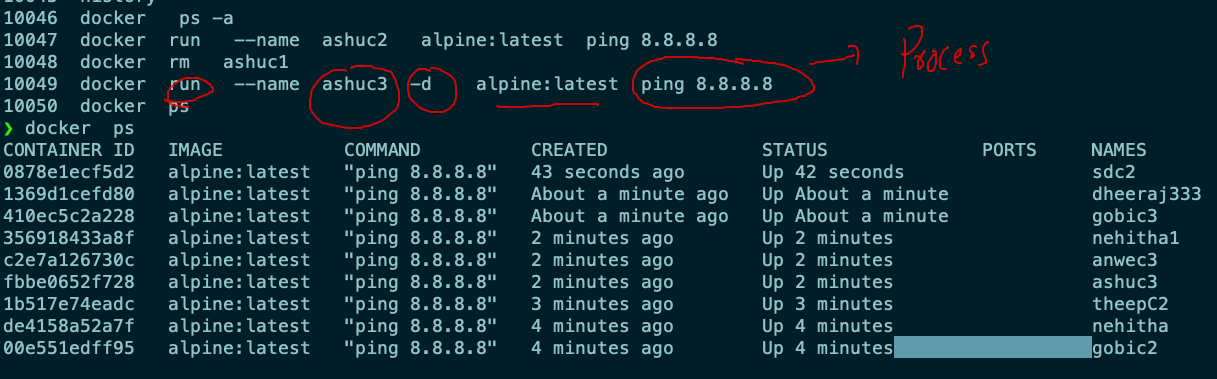 10045 history
10046 docker ps -a
10047 docker run --name ashuc2 alpine:latest ping 8.8.8.8
10048 docker rm ashuc1
10049 docker run --name ashuc3 -d alpine:latest ping 8.8.8.8
Process
10050 docker ps
❯ docker ps
CONTAINER ID IMAGE COMMAND CREATED STATUS PORTS NAMES
0878e1ecf5d2 alpine:latest "ping 8.8.8.8" 43 seconds ago Up 42 seconds sdc2
1369d1cefd80 alpine:latest "ping 8.8.8.8" About a minute ago Up About a minute dheeraj333
410ec5c2a228 alpine:latest "ping 8.8.8.8" About a minute ago Up About a minute gobic3
356918433a8f alpine:latest "ping 8.8.8.8" 2 minutes ago Up 2 minutes nehitha1
c2e7a126730c alpine:latest "ping 8.8.8.8" 2 minutes ago Up 2 minutes anwec3
fbbe0652f728 alpine:latest "ping 8.8.8.8" 2 minutes ago Up 2 minutes ashuc3
1b517e74eadc alpine:latest "ping 8.8.8.8" 3 minutes ago Up 3 minutes theepC2
de4158a52a7f alpine:latest "ping 8.8.8.8" 4 minutes ago Up 4 minutes nehitha
00e551edff95 alpine:latest "ping 8.8.8.8" 4 minutes ago Up 4 minutes gobic2